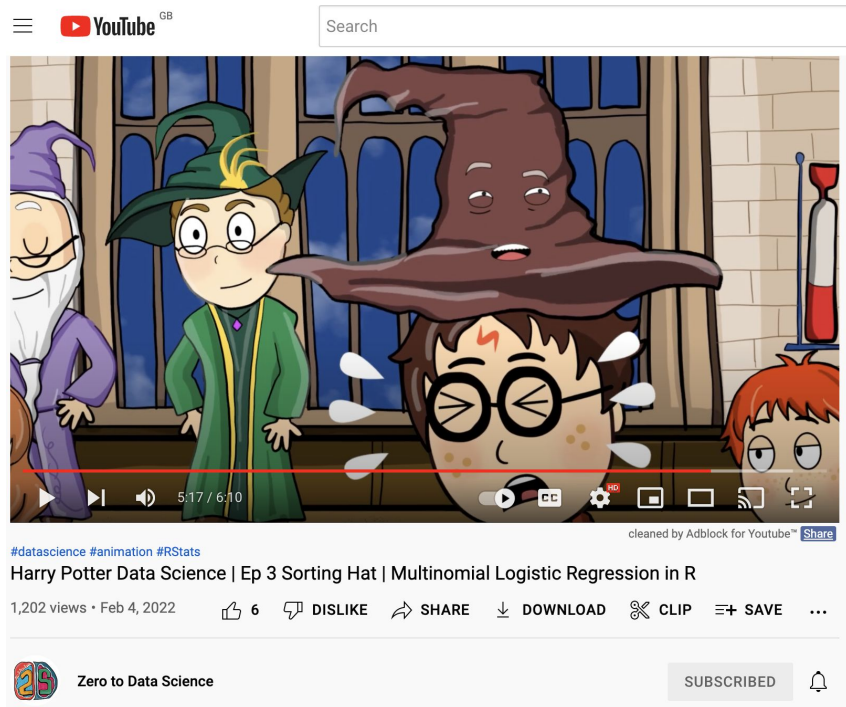 YouTube GB
Search
5:17 / 6:10
CC
HD
cleaned by Adblock for Youtube™ Share
#datascience #animation #RStats
Harry Potter Data Science | Ep 3 Sorting Hat | Multinomial Logistic Regression in R
1,202 views • Feb 4, 2022 6 DISLIKE SHARE DOWNLOAD CLIP SAVE
2S Zero to Data Science SUBSCRIBED